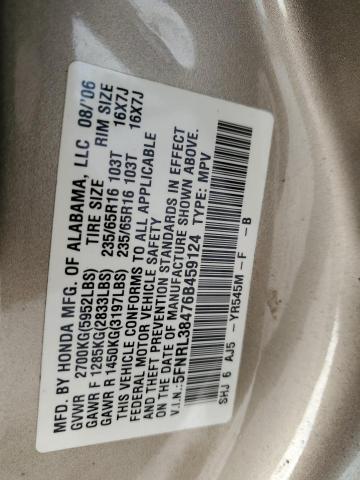 MFD. BY HONDA MFG. OF ALABAMA, LLC 08/'06
GVWR 2700KG(5952LBS) TIRE SIZE RIM SIZE
GAWR F 1285KG(2833LBS) 235/65R16 103T 16X7J
GAWR R 1450KG(3197LBS) 235/65R16 103T 16X7J
THIS VEHICLE CONFORMS TO ALL APPLICABLE
FEDERAL MOTOR VEHICLE SAFETY
AND THEFT PREVENTION STANDARDS IN EFFECT
ON THE DATE OF MANUFACTURE SHOWN ABOVE.
V.I.N.: 5FNRL38476B459124 TYPE: MPV
SHJ 6 AJ5 - YR545M - F - B